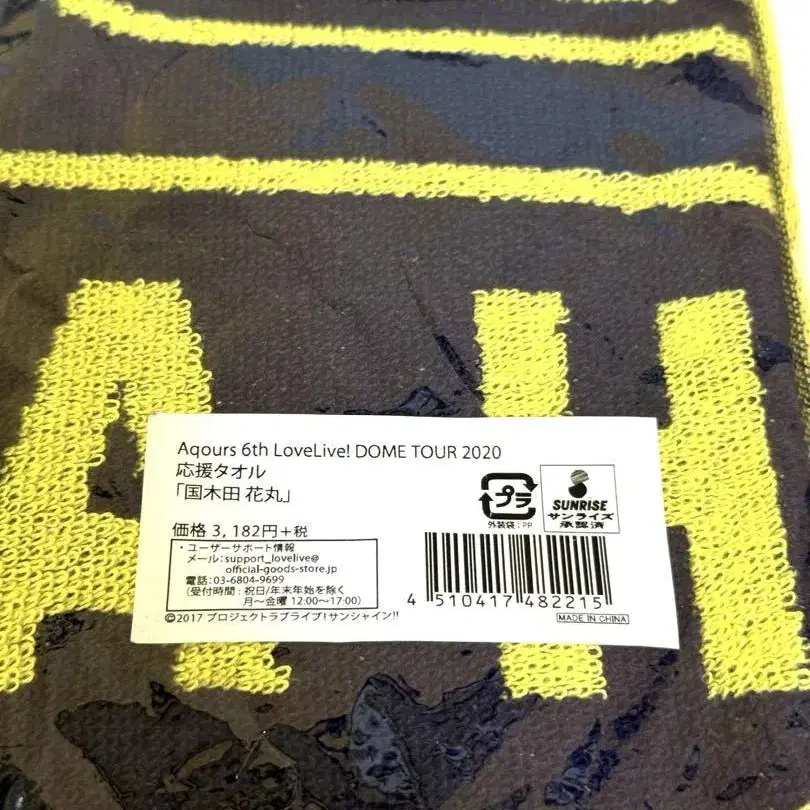 AH
Aqours 6th LoveLive! DOME TOUR 2020
応援タオル
「国木田 花丸」
価格 3,182円+税
・ユーザーサポート情報
メール:support_lovelive@
official-goods-store.jp
電話:03-6804-9699
(受付時間:祝日/年末年始を除く
月~金曜 12:00~17:00)
©2017 プロジェクトラブライブ!サンシャイン!!
プラ
外装袋:PP
SUNRISE
サンライズ
承認済
4 510417 482215
MADE IN CHINA